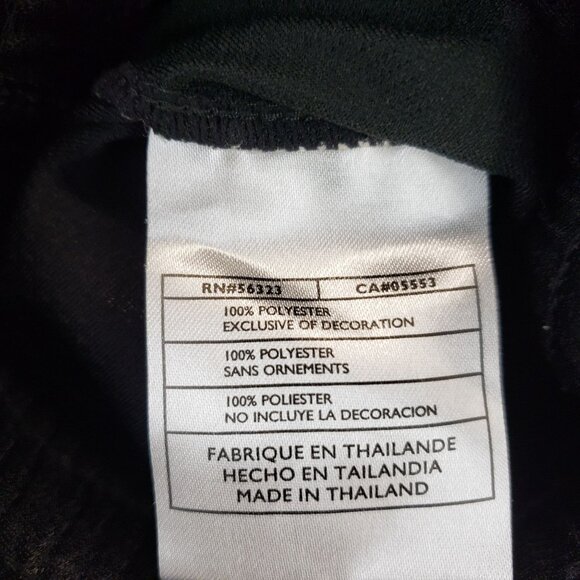 RN#56323 CA#05553
100% POLYESTER
EXCLUSIVE OF DECORATION
100% POLYESTER
SANS ORNEMENTS
100% POLIESTER
NO INCLUYE LA DECORACION
FABRIQUE EN THAILANDE
HECHO EN TAILANDIA
MADE IN THAILAND